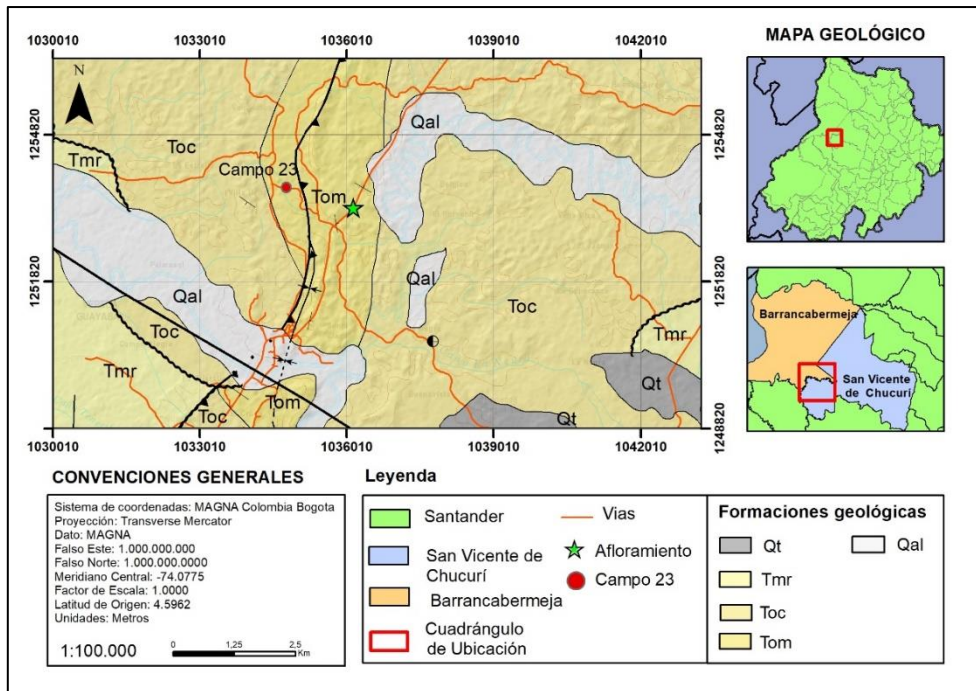 MAPA GEOLÓGICO
1030010
1033010
1036010
1039010
1042010
N
1254820
1254820
Qal
Toc
Tmr
Campo 23
Tom
1251820
1251820
Qal
Qal
Toc
Toc
Tmr
Tmr
Qt
Toc
Tom
Qt
1248820
1248820
1030010
1033010
1036010
1039010
1042010
Barrancabermeja
San Vicente
de Chucurí
CONVENCIONES GENERALES
Sistema de coordenadas: MAGNA Colombia Bogota
Proyección: Transverse Mercator
Dato: MAGNA
Falso Este: 1.000.000.000
Falso Norte: 1.000.000.0000
Meridiano Central: -74.0775
Factor de Escala: 1.0000
Latitud de Origen: 4.5962
Unidades: Metros
1:100.000
0 1,25 2,5
Km
Leyenda
Santander
San Vicente de
Chucurí
Barrancabermeja
Cuadrángulo
de Ubicación
Vias
Afloramiento
Campo 23
Formaciones geológicas
Qt
Qal
Tmr
Toc
Tom